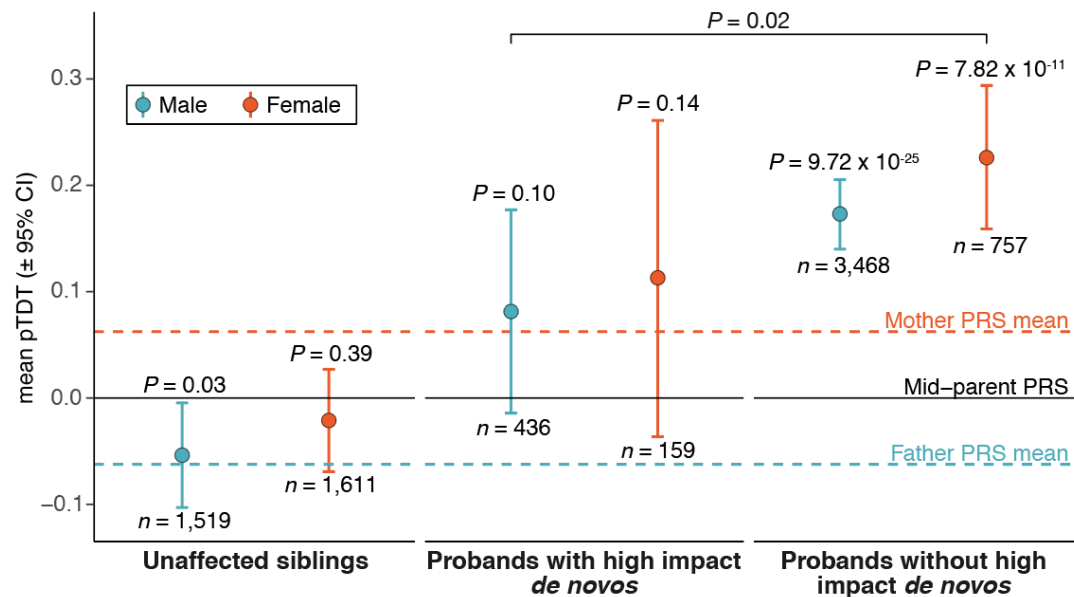 P = 0.02
P = 7.82 x 10⁻¹¹
0.3
Male Female
P = 0.14
P = 9.72 x 10⁻²⁵
0.2
P = 0.10
n = 757
n = 3,468
mean pTDT (± 95% CI)
0.1
Mother PRS mean
P = 0.39
P = 0.03
Mid–parent PRS
0.0
n = 436
n = 159
Father PRS mean
n = 1,611
–0.1
n = 1,519
Unaffected siblings
Probands with high impact
de novos
Probands without high
impact de novos